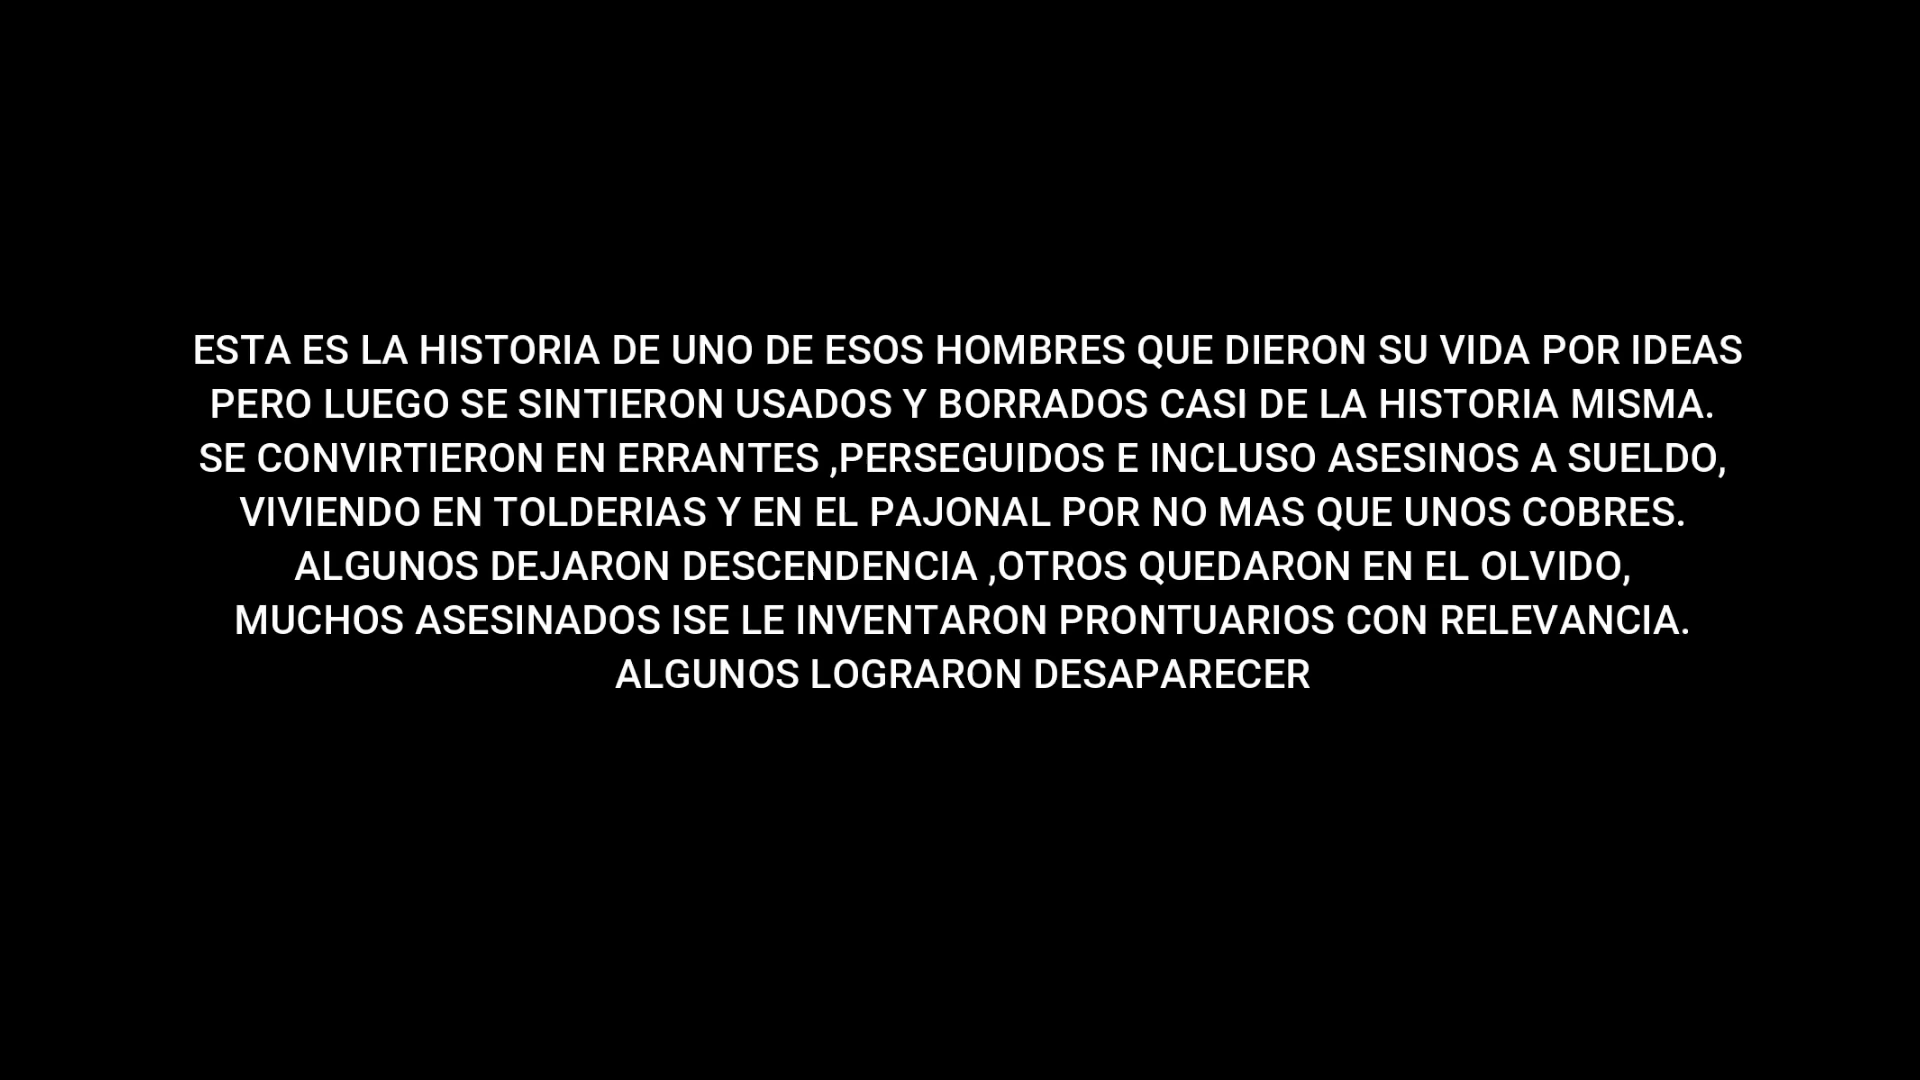 ESTA ES LA HISTORIA DE UNO DE ESOS HOMBRES QUE DIERON SU VIDA POR IDEAS
PERO LUEGO SE SINTIERON USADOS Y BORRADOS CASI DE LA HISTORIA MISMA.
SE CONVIRTIERON EN ERRANTES ,PERSEGUIDOS E INCLUSO ASESINOS A SUELDO,
VIVIENDO EN TOLDERIAS Y EN EL PAJONAL POR NO MAS QUE UNOS COBRES.
ALGUNOS DEJARON DESCENDENCIA ,OTROS QUEDARON EN EL OLVIDO,
MUCHOS ASESINADOS ISE LE INVENTARON PRONTUARIOS CON RELEVANCIA.
ALGUNOS LOGRARON DESAPARECER